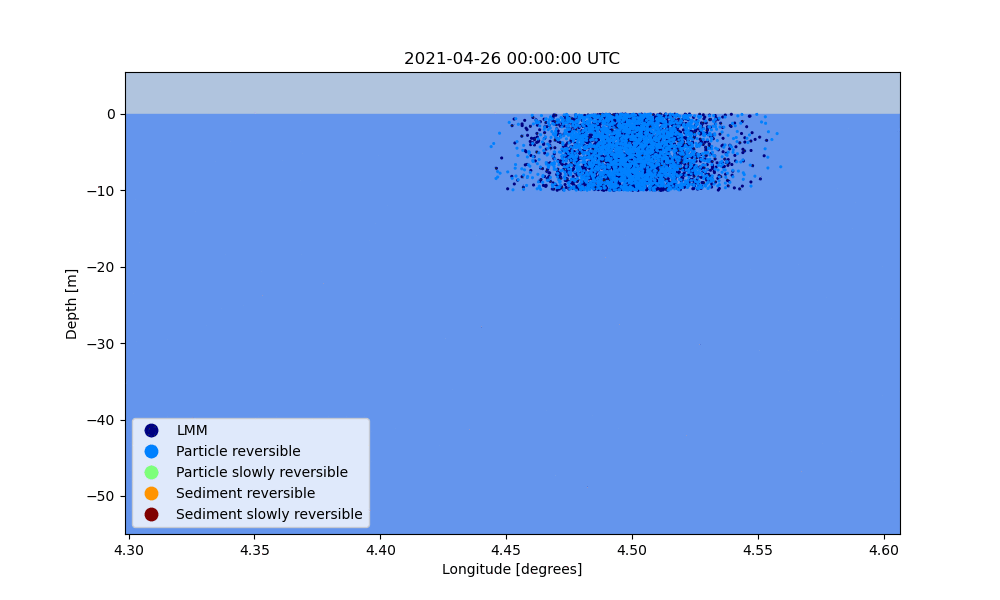 2021-04-26 00:00:00 UTC
0
−10
−20
−30
−40
−50
Depth [m]
LMM
Particle reversible
Particle slowly reversible
Sediment reversible
Sediment slowly reversible
4.30 4.35 4.40 4.45 4.50 4.55 4.60
Longitude [degrees]